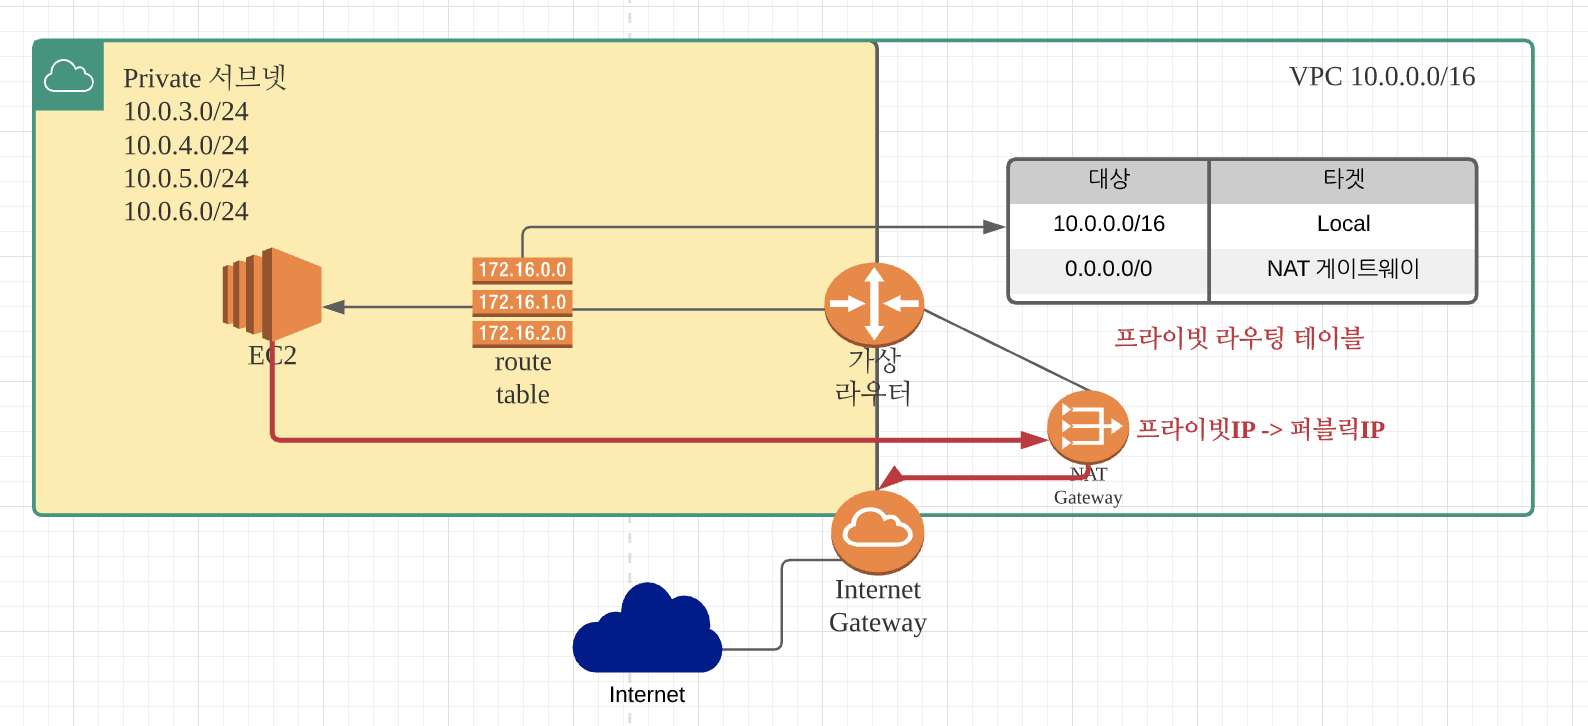 Private 서브넷
10.0.3.0/24
10.0.4.0/24
10.0.5.0/24
10.0.6.0/24
VPC 10.0.0.0/16
대상 타겟
10.0.0.0/16 Local
0.0.0.0/0 NAT 게이트웨이
프라이빗 라우팅 테이블
172.16.0.0
172.16.1.0
172.16.2.0
route
table
EC2
가상
라우터
프라이빗IP -> 퍼블릭IP
NAT
Gateway
Internet
Gateway
Internet